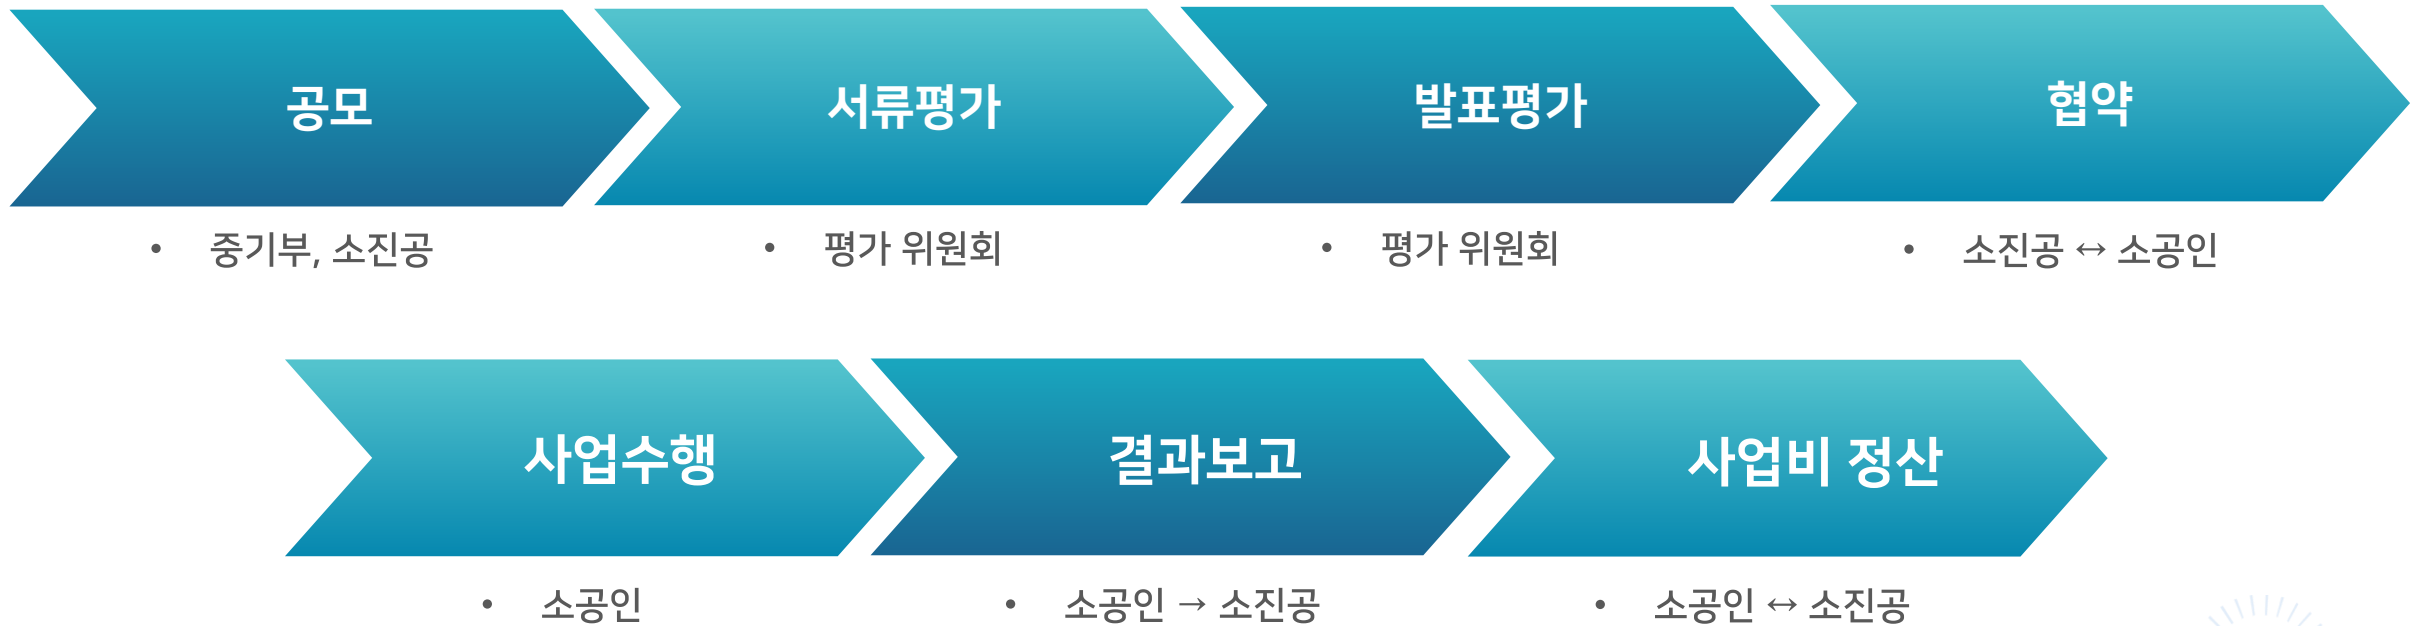 공모
서류평가
발표평가
협약
• 중기부, 소진공
• 평가 위원회
• 평가 위원회
• 소진공 ↔ 소공인
사업수행
결과보고
사업비 정산
• 소공인
• 소공인 → 소진공
• 소공인 ↔ 소진공